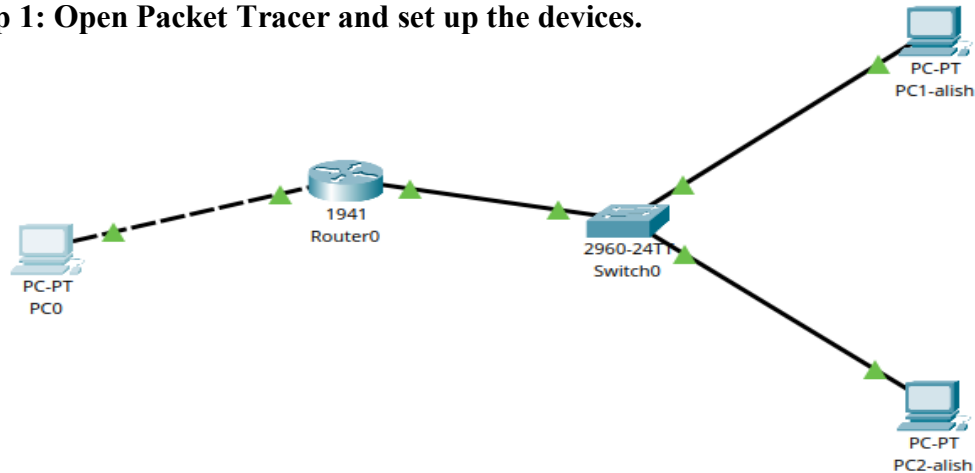 p 1: Open Packet Tracer and set up the devices.
PC-PT
PC1-alish
1941
Router0
2960-24TT
Switch0
PC-PT
PC0
PC-PT
PC2-alish